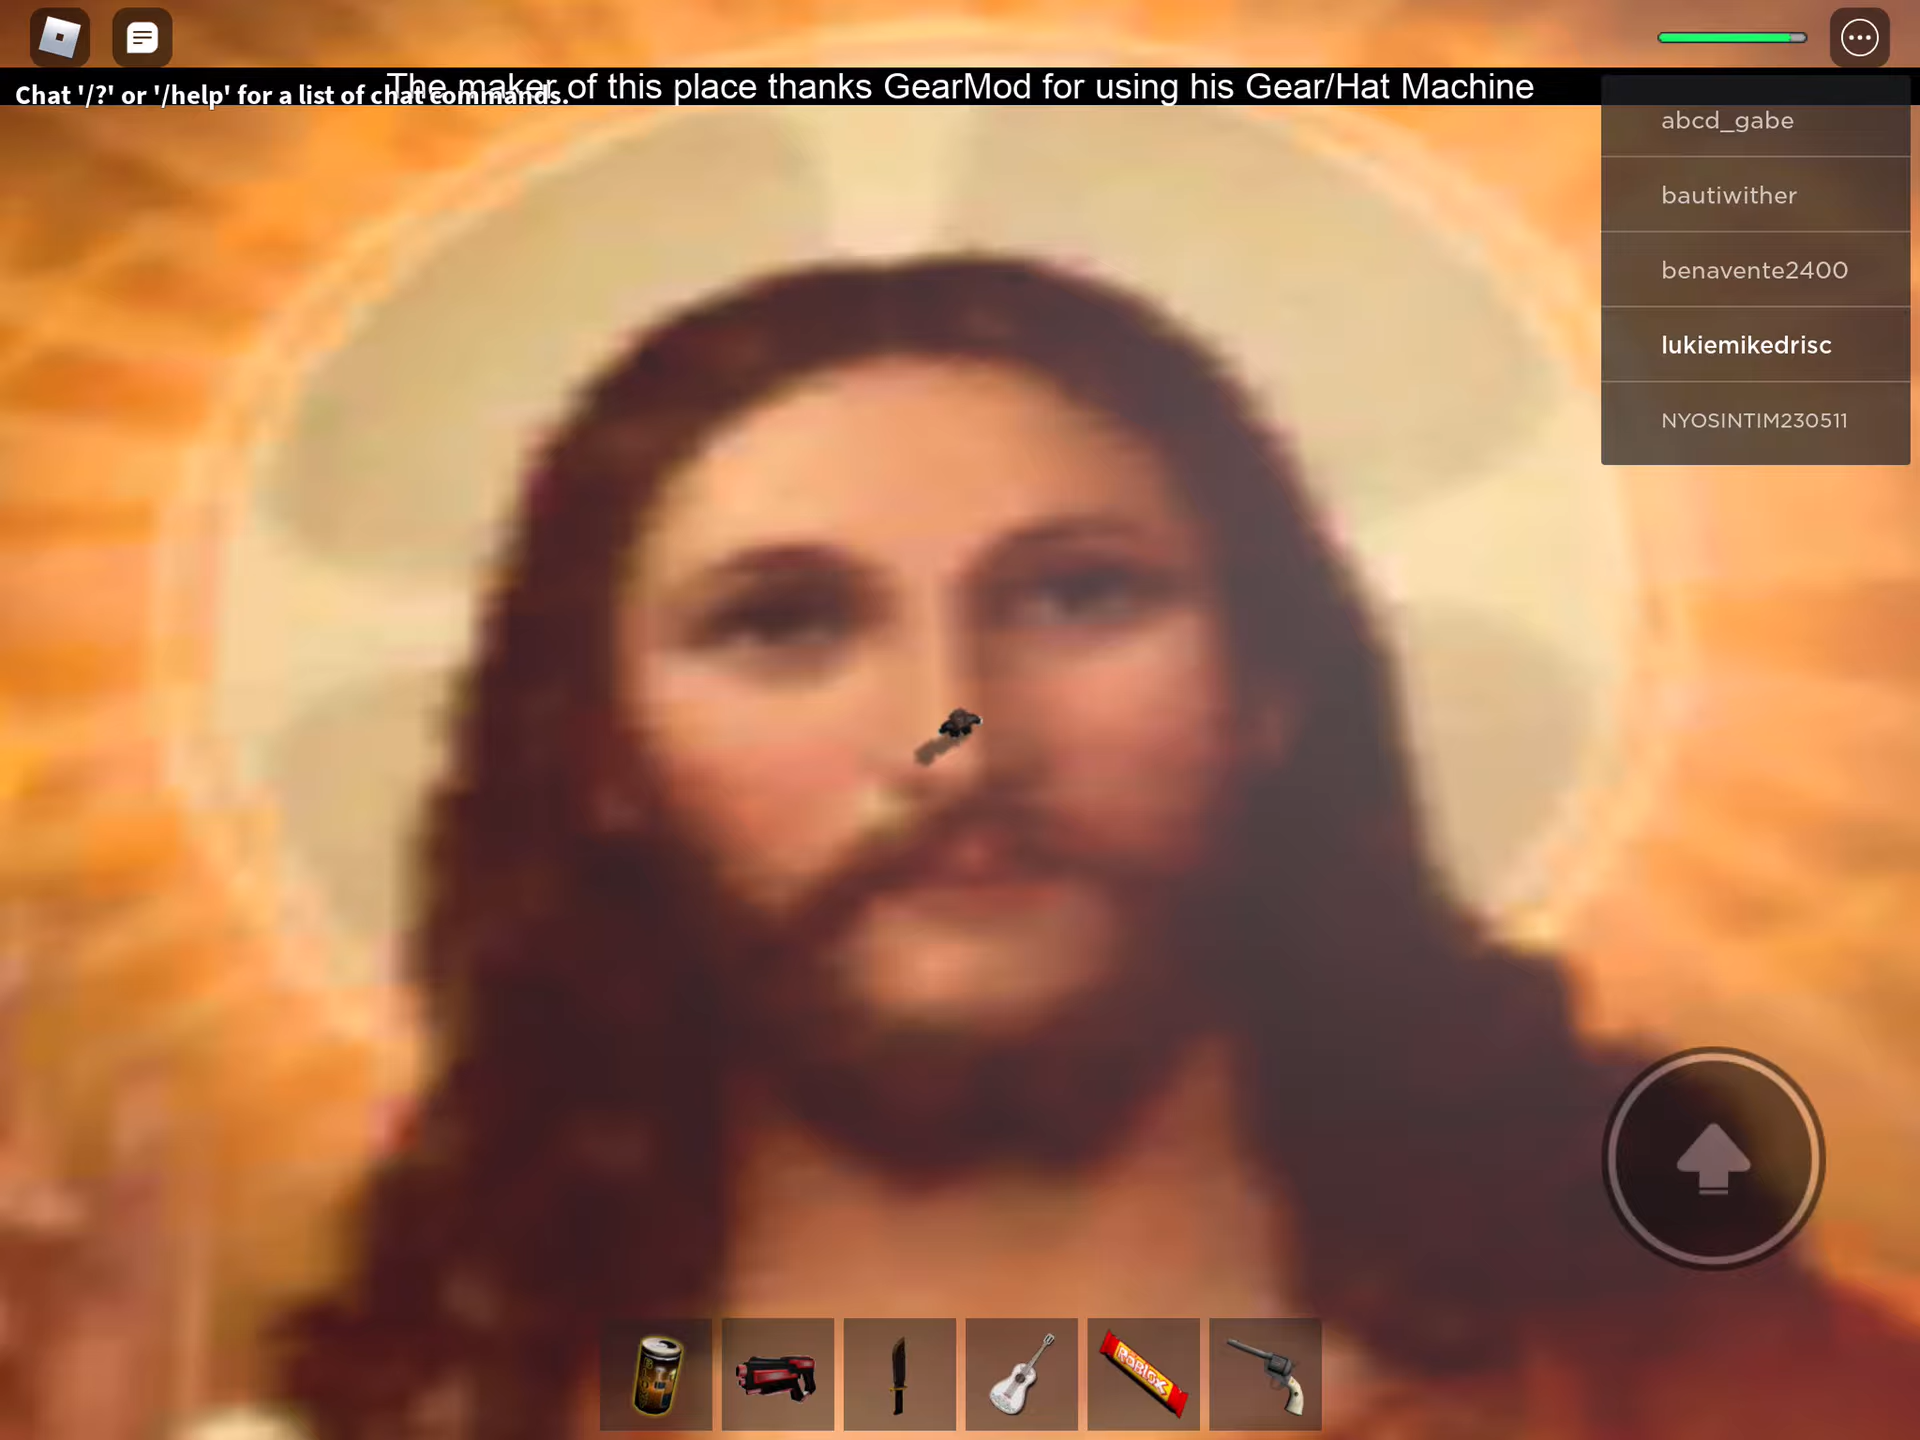 Chat '/?' or '/help' for a list of chat commands.
The maker of this place thanks GearMod for using his Gear/Hat Machine
abcd_gabe
bautiwither
benavente2400
lukiemikedrisc
NYOSINTIM230511
ROBLOX